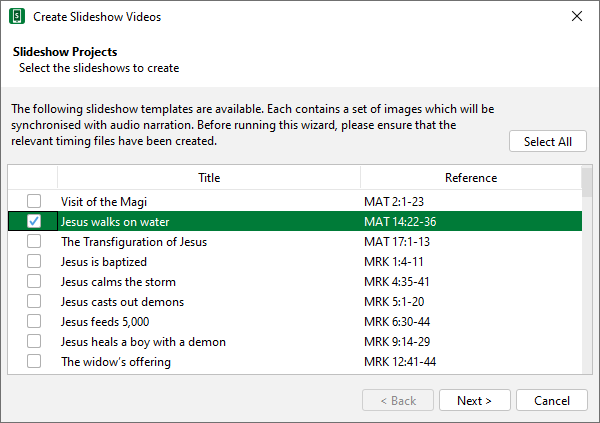 Create Slideshow Videos
Slideshow Projects
Select the slideshows to create
The following slideshow templates are available. Each contains a set of images which will be
synchronised with audio narration. Before running this wizard, please ensure that the
relevant timing files have been created.
Select All
Title Reference
Visit of the Magi MAT 2:1-23
Jesus walks on water MAT 14:22-36
The Transfiguration of Jesus MAT 17:1-13
Jesus is baptized MRK 1:4-11
Jesus calms the storm MRK 4:35-41
Jesus casts out demons MRK 5:1-20
Jesus feeds 5,000 MRK 6:30-44
Jesus heals a boy with a demon MRK 9:14-29
The widow's offering MRK 12:41-44
< Back Next > Cancel